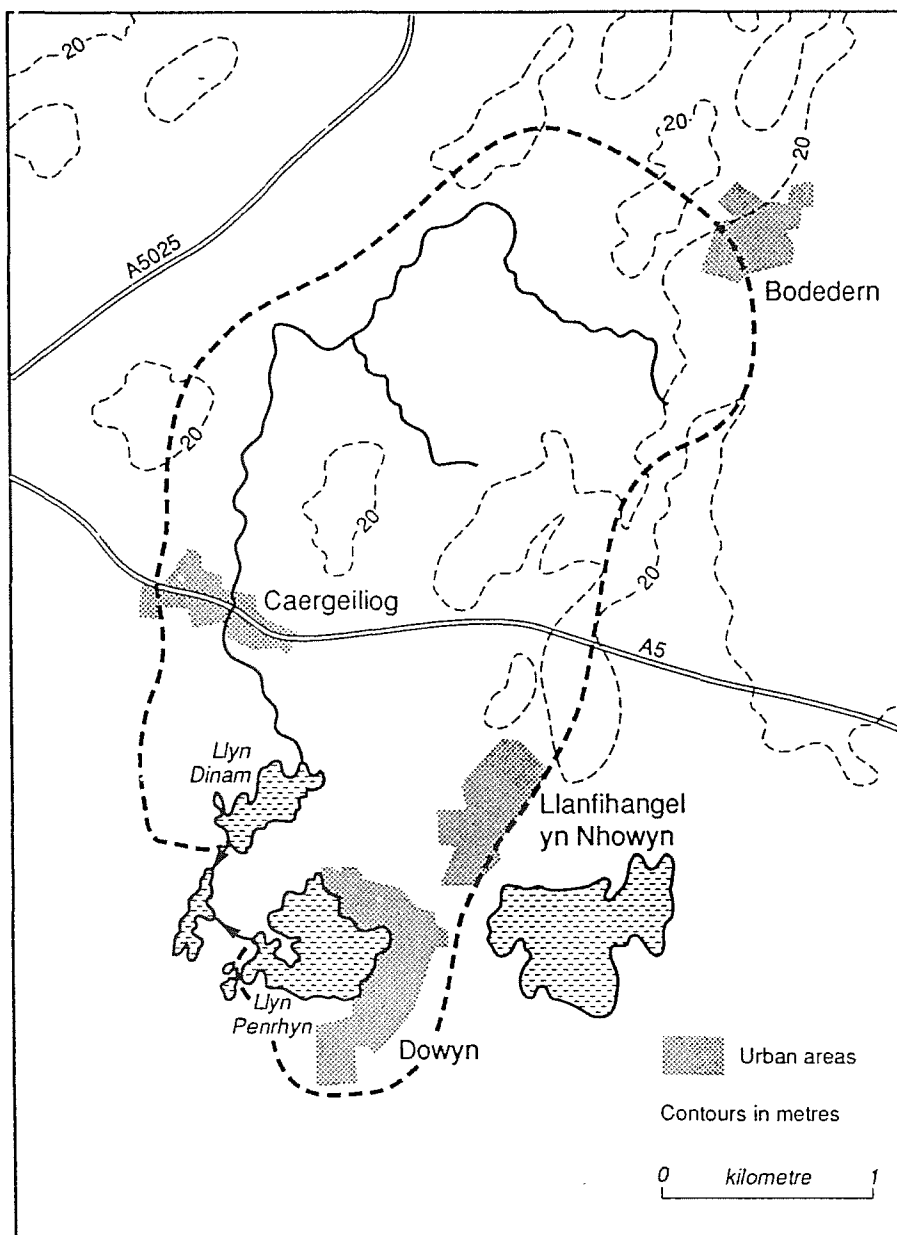 20
20
20
A5025
Bodedern
20
20
Caergeiliog
20
A5
Llyn
Dinam
Llanfihangel
yn Nhowyn
Llyn
Penrhyn
Dowyn
Urban areas
Contours in metres
0 kilometre 1